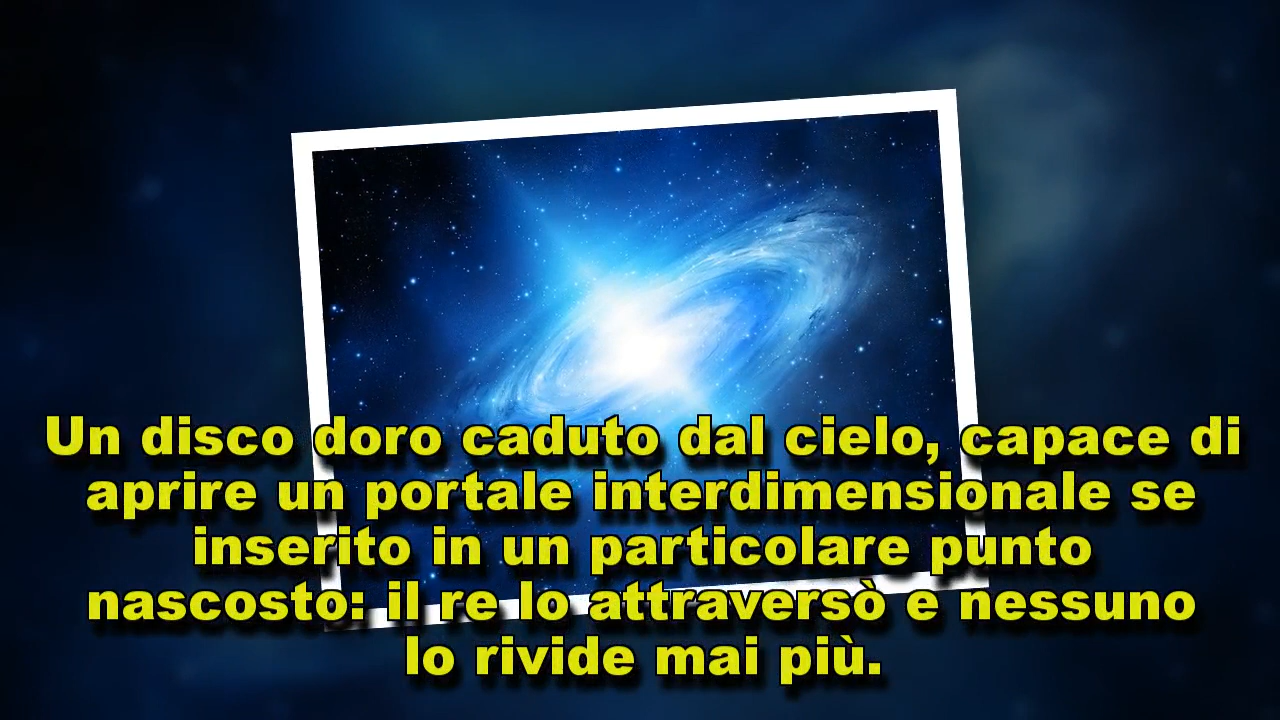 Un disco doro caduto dal cielo, capace di
aprire un portale interdimensionale se
inserito in un particolare punto
nascosto: il re lo attraversò e nessuno
lo rivide mai più.